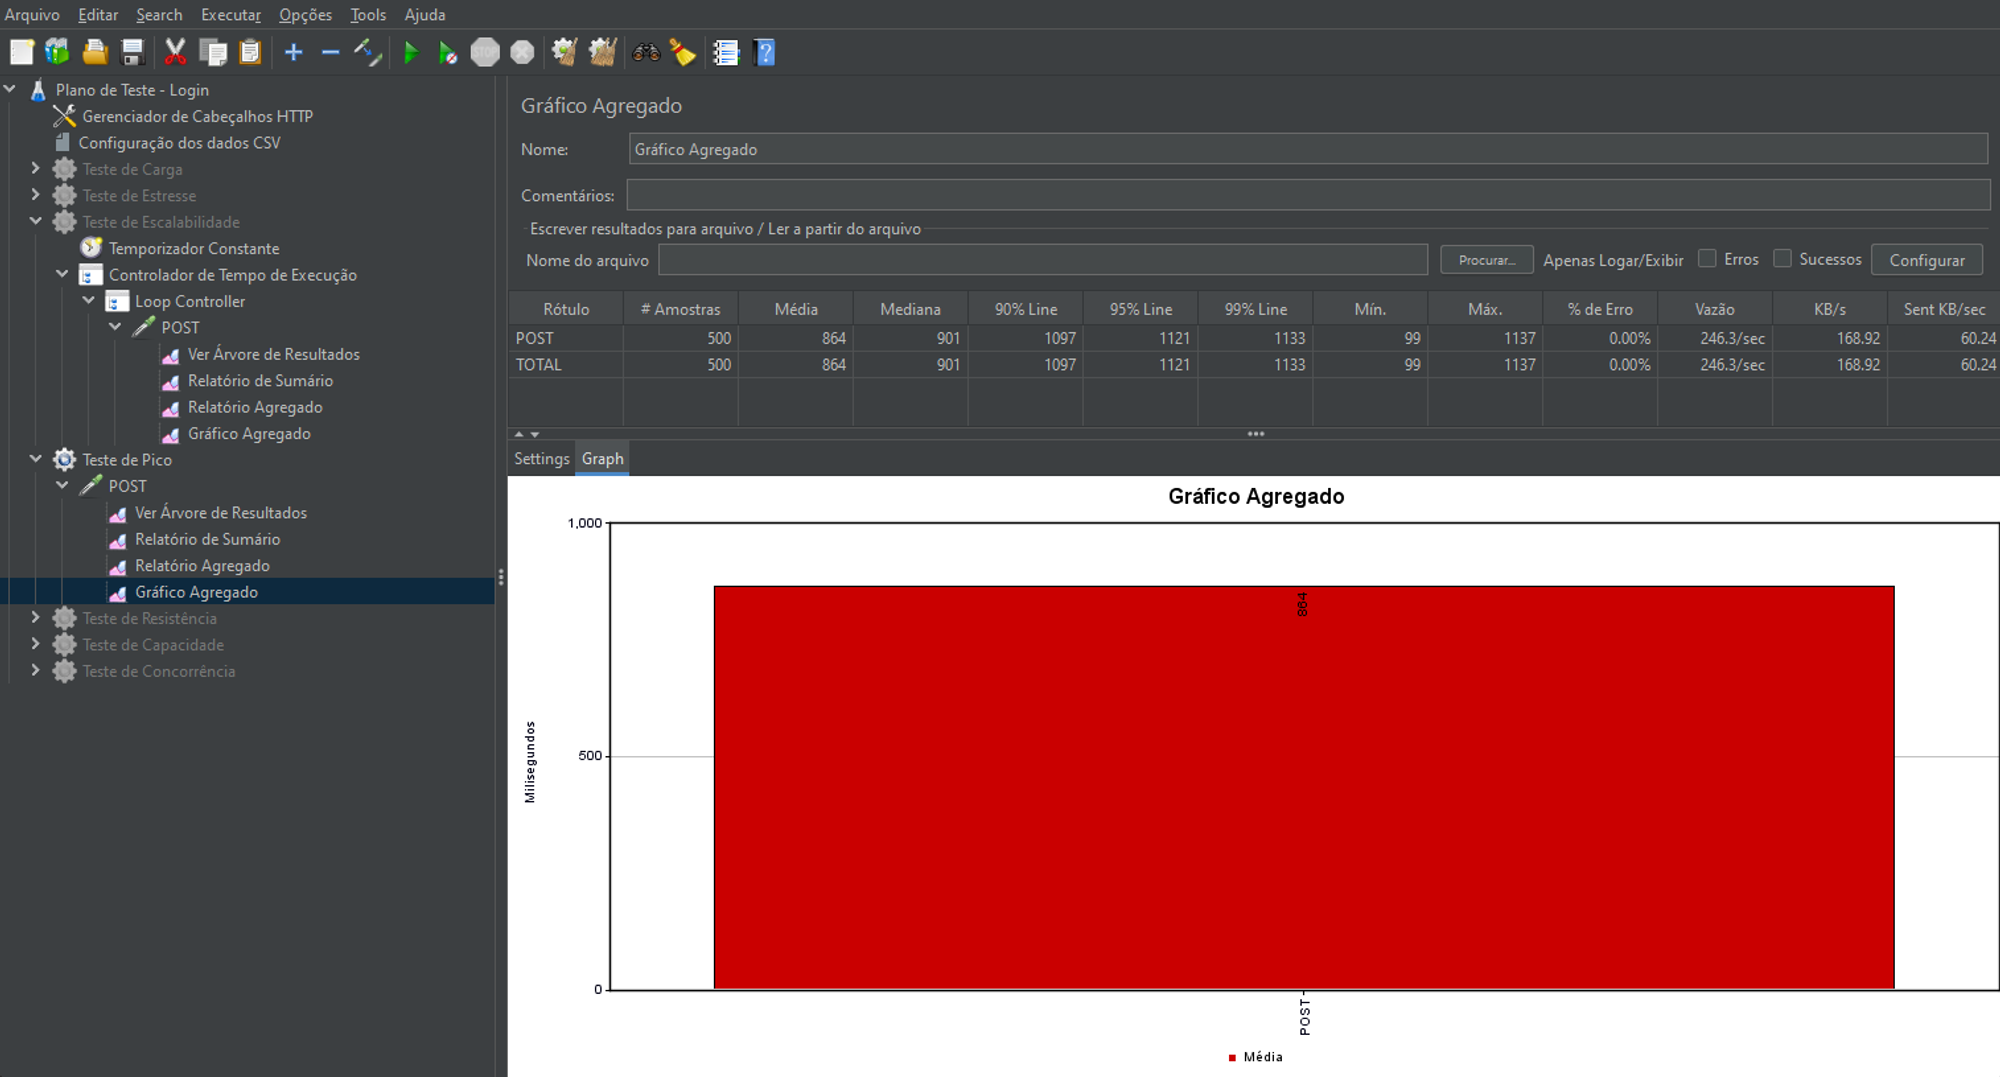 Arquivo Editar Search Executar Opções Tools Ajuda
STOP
Plano de Teste - Login
Gerenciador de Cabeçalhos HTTP
Configuração dos dados CSV
Teste de Carga
Teste de Estresse
Teste de Escalabilidade
Temporizador Constante
Controlador de Tempo de Execução
Loop Controller
POST
Ver Árvore de Resultados
Relatório de Sumário
Relatório Agregado
Gráfico Agregado
Teste de Pico
POST
Ver Árvore de Resultados
Relatório de Sumário
Relatório Agregado
Gráfico Agregado
Teste de Resistência
Teste de Capacidade
Teste de Concorrência
Gráfico Agregado
Nome: Gráfico Agregado
Comentários:
Escrever resultados para arquivo / Ler a partir do arquivo
Nome do arquivo Procurar... Apenas Logar/Exibir Erros Sucessos Configurar
Rótulo # Amostras Média Mediana 90% Line 95% Line 99% Line Mín. Máx. % de Erro Vazão KB/s Sent KB/sec
POST 500 864 901 1097 1121 1133 99 1137 0.00% 246.3/sec 168.92 60.24
TOTAL 500 864 901 1097 1121 1133 99 1137 0.00% 246.3/sec 168.92 60.24
Settings Graph
Gráfico Agregado
1,000
864
500
Milisegundos
0
POST
Média